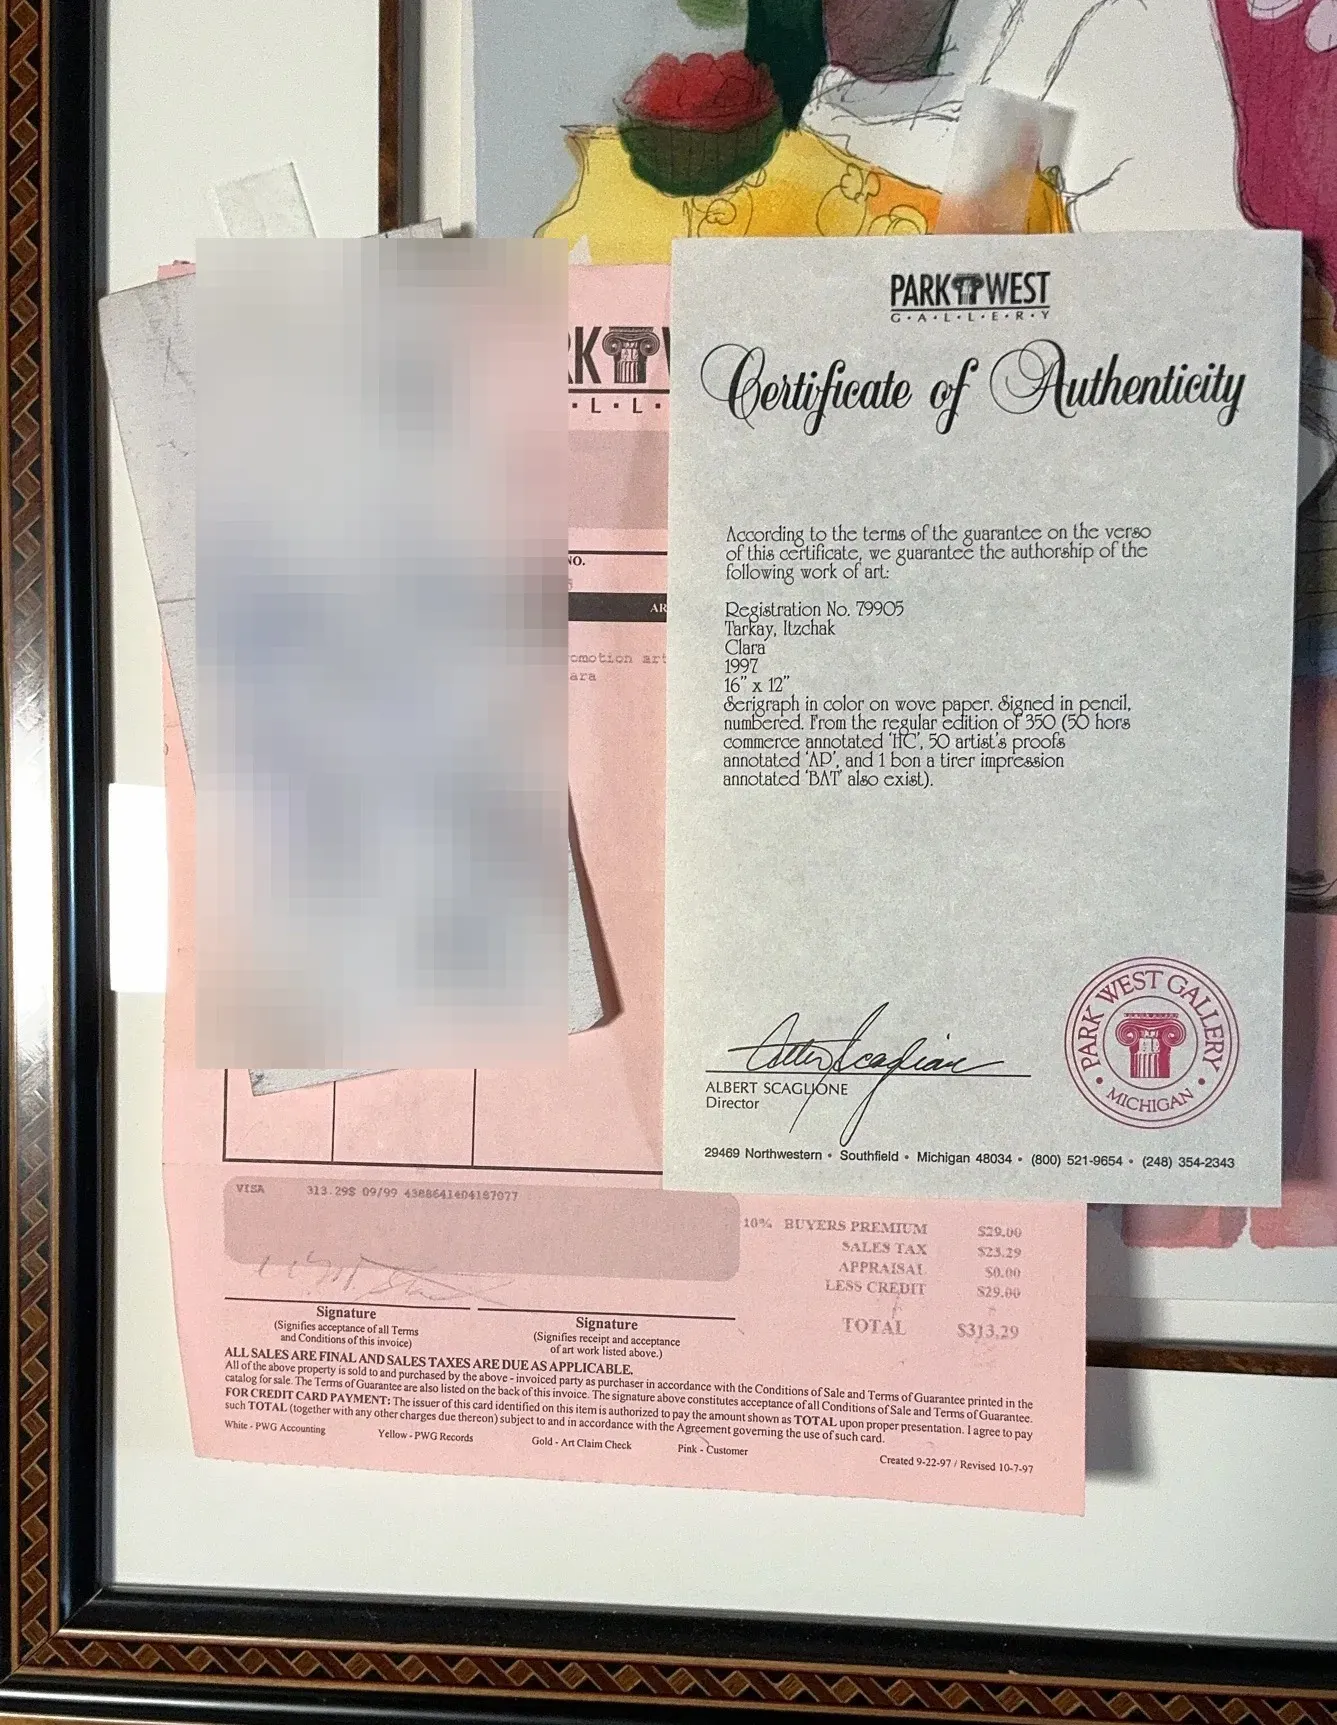 PARK WEST
G·A·L·L·E·R·Y
Certificate of Authenticity
According to the terms of the guarantee on the verso
of this certificate, we guarantee the authorship of the
following work of art:
Registration No. 79905
Tarkay, Itzchak
Clara
1997
16" x 12"
Serigraph in color on wove paper. Signed in pencil,
numbered. From the regular edition of 350 (50 hors
commerce annotated 'HC', 50 artist's proofs
annotated 'AP', and 1 bon a tirer impression
annotated 'BAT' also exist).
ALBERT SCAGLIONE
Director
PARK WEST GALLERY
• MICHIGAN •
29469 Northwestern • Southfield • Michigan 48034 • (800) 521-9654 • (248) 354-2343
K W
· L · L ·
NO.
AR
omotion art
ara
VISA 313.29$ 09/99
10% BUYERS PREMIUM $29.00
SALES TAX $23.29
APPRAISAL $0.00
LESS CREDIT $29.00
TOTAL $313.29
Signature
(Signifies acceptance of all Terms
and Conditions of this invoice)
Signature
(Signifies receipt and acceptance
of art work listed above.)
ALL SALES ARE FINAL AND SALES TAXES ARE DUE AS APPLICABLE.
All of the above property is sold to and purchased by the above - invoiced party as purchaser in accordance with the Conditions of Sale and Terms of Guarantee printed in the
catalog for sale. The Terms of Guarantee are also listed on the back of this invoice. The signature above constitutes acceptance of all Conditions of Sale and Terms of Guarantee.
FOR CREDIT CARD PAYMENT: The issuer of this card identified on this item is authorized to pay the amount shown as TOTAL upon proper presentation. I agree to pay
such TOTAL (together with any other charges due thereon) subject to and in accordance with the Agreement governing the use of such card.
White - PWG Accounting Yellow - PWG Records Gold - Art Claim Check Pink - Customer
Created 9-22-97 / Revised 10-7-97